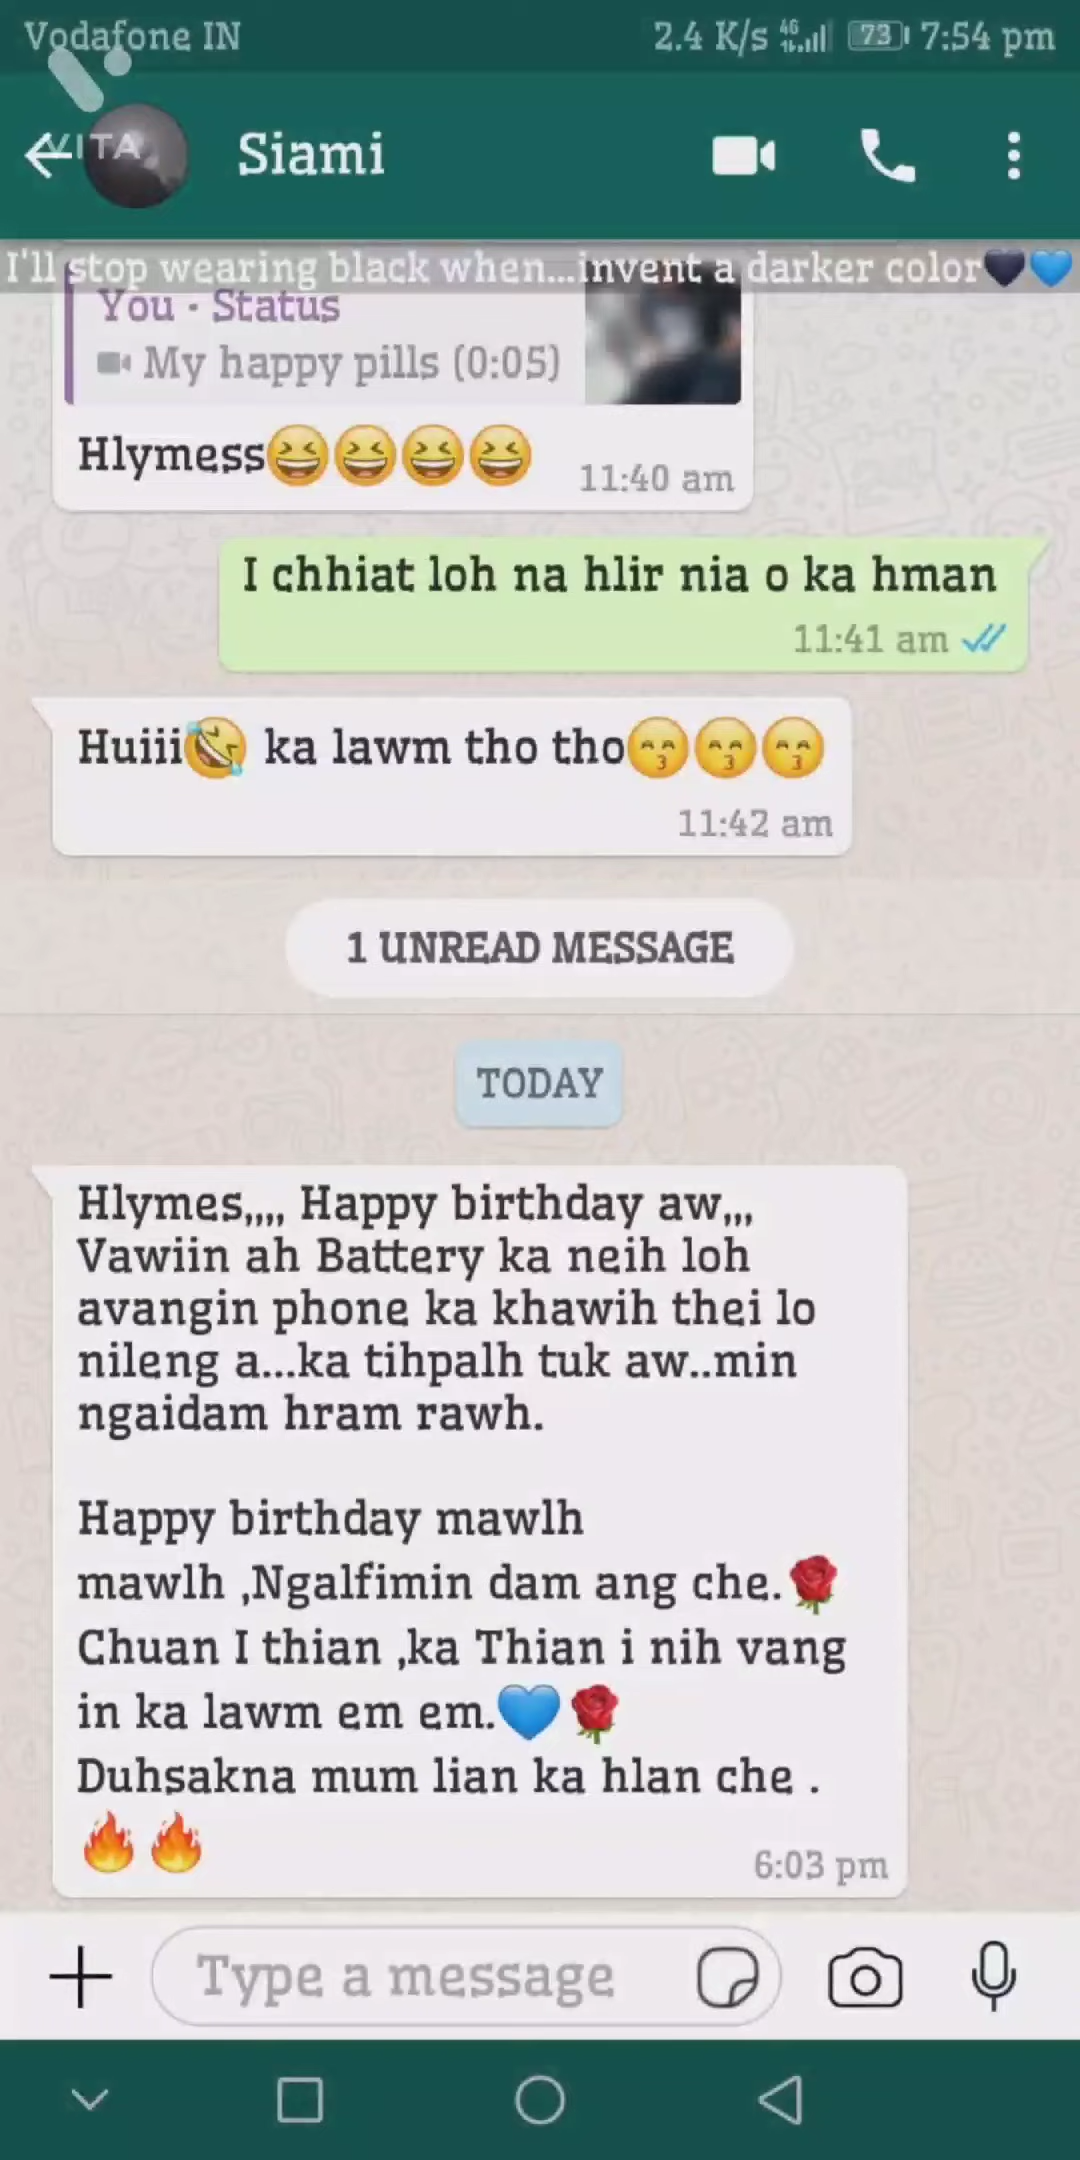 Vodafone IN 2.4 K/s 4G 73 7:54 pm
VITA
Siami
I'll stop wearing black when...invent a darker color🖤💙
You · Status
My happy pills (0:05)
Hlymess😆😆😆😆 11:40 am
I chhiat loh na hlir nia o ka hman
11:41 am
Huiii🤣 ka lawm tho tho😙😙😙
11:42 am
1 UNREAD MESSAGE
TODAY
Hlymes,,,, Happy birthday aw,,,
Vawiin ah Battery ka neih loh
avangin phone ka khawih thei lo
nileng a...ka tihpalh tuk aw..min
ngaidam hram rawh.
Happy birthday mawlh
mawlh ,Ngalfimin dam ang che.🌹
Chuan I thian ,ka Thian i nih vang
in ka lawm em em.💙🌹
Duhsakna mum lian ka hlan che .
🔥🔥 6:03 pm
Type a message